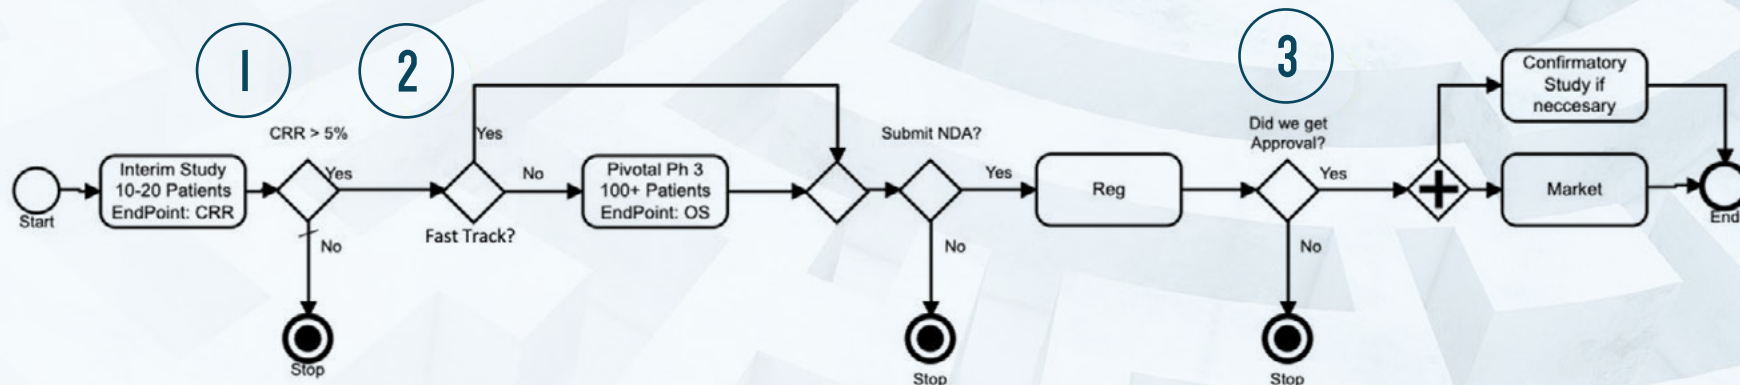 1
2
3
CRR > 5%
Yes
Submit NDA?
Did we get
Approval?
Confirmatory
Study if
neccesary
Start
Interim Study
10-20 Patients
EndPoint: CRR
Yes
No
Fast Track?
No
Pivotal Ph 3
100+ Patients
EndPoint: OS
Yes
No
Reg
Yes
No
Market
End
Stop
Stop
Stop